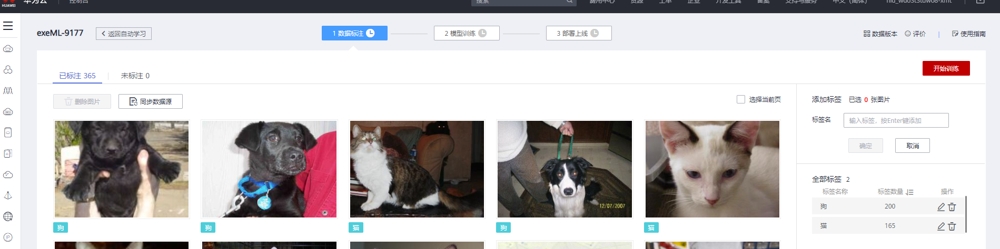 HUAWEI 华为云 控制台 搜索 费用中心 资源 工单 企业 开发工具 备案 支持与服务 中文（简体）
exeML-9177 返回自动学习 1 数据标注 2 模型训练 3 部署上线 数据版本 评价 使用指南
已标注 365 未标注 0 开始训练
删除图片 同步数据源 选择当前页
添加标签 已选 0 张图片
标签名 输入标签，按Enter键添加
确定 取消
12/07/2007
狗 狗 猫 狗 猫
全部标签 2
标签名称 标签数量 操作
狗 200
猫 165
IP